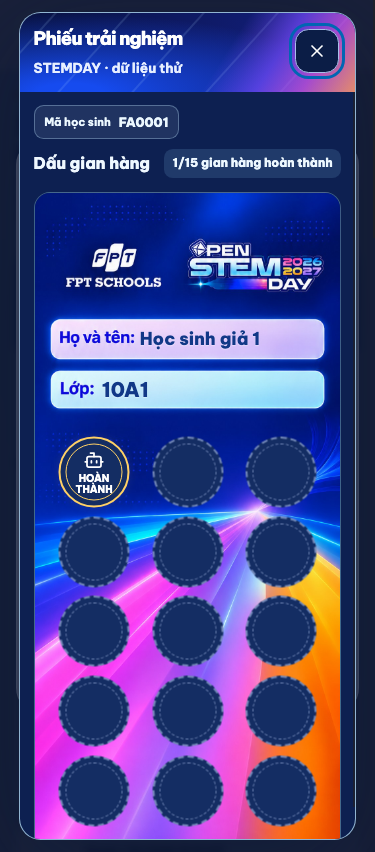 Phiếu trải nghiệm
STEMDAY · dữ liệu thử
Mã học sinh FA0001
Dấu gian hàng
1/15 gian hàng hoàn thành
FPT
FPT SCHOOLS
OPEN
STEM 2026
2027
DAY
Họ và tên: Học sinh giả 1
Lớp: 10A1
HOÀN
THÀNH